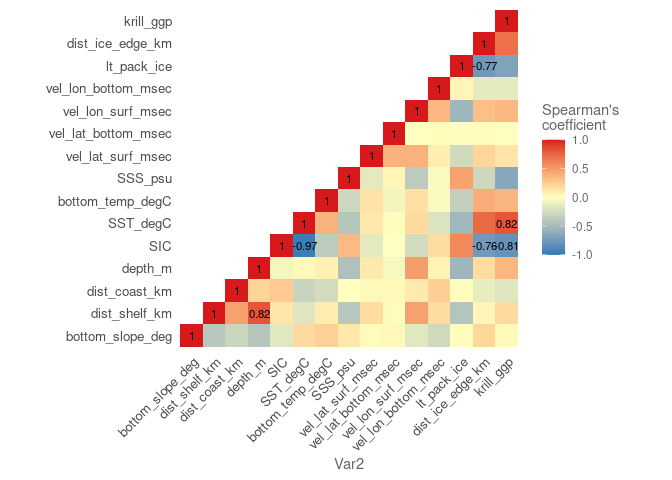 krill_ggp
dist_ice_edge_km
lt_pack_ice
vel_lon_bottom_msec
vel_lon_surf_msec
vel_lat_bottom_msec
vel_lat_surf_msec
SSS_psu
bottom_temp_degC
SST_degC
SIC
depth_m
dist_coast_km
dist_shelf_km
bottom_slope_deg
1
1
1 -0.77
1
1
1
1
1
1
1 0.82
1 -0.97 -0.76 -0.81
1
1
1 0.82
1
bottom_slope_deg
dist_shelf_km
dist_coast_km
depth_m
SIC
SST_degC
bottom_temp_degC
SSS_psu
vel_lat_surf_msec
vel_lat_bottom_msec
vel_lon_surf_msec
vel_lon_bottom_msec
lt_pack_ice
dist_ice_edge_km
krill_ggp
Var2
Spearman's
coefficient
1.0
0.5
0.0
-0.5
-1.0